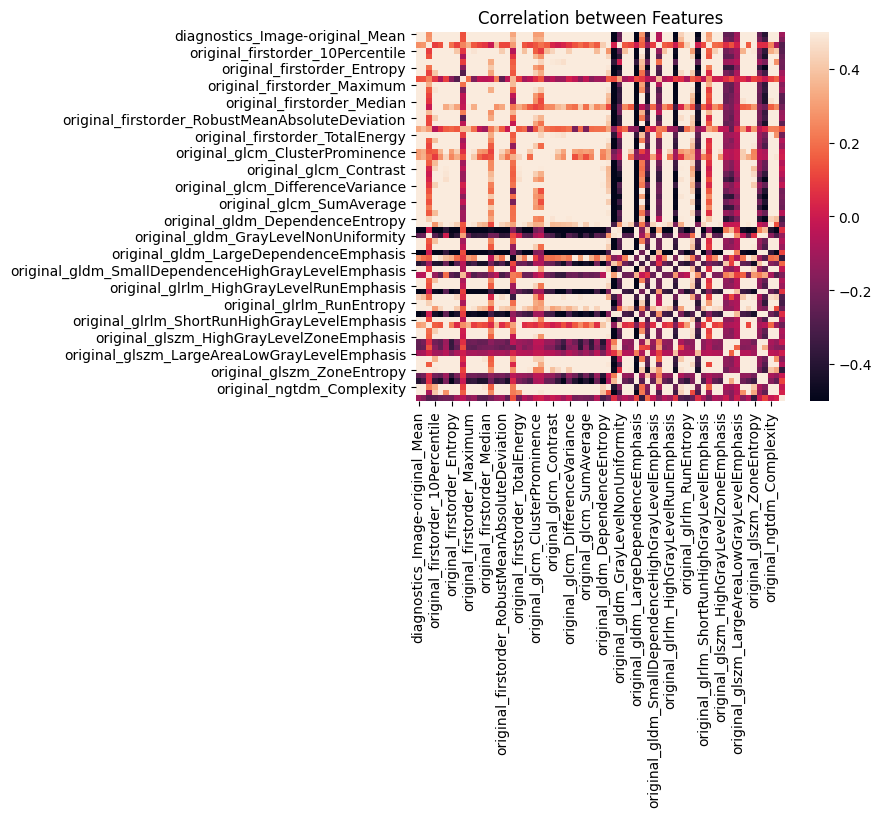 Correlation between Features
diagnostics_Image-original_Mean
original_firstorder_10Percentile
original_firstorder_Entropy
original_firstorder_Maximum
original_firstorder_Median
original_firstorder_RobustMeanAbsoluteDeviation
original_firstorder_TotalEnergy
original_glcm_ClusterProminence
original_glcm_Contrast
original_glcm_DifferenceVariance
original_glcm_SumAverage
original_gldm_DependenceEntropy
original_gldm_GrayLevelNonUniformity
original_gldm_LargeDependenceEmphasis
original_gldm_SmallDependenceHighGrayLevelEmphasis
original_glrlm_HighGrayLevelRunEmphasis
original_glrlm_RunEntropy
original_glrlm_ShortRunHighGrayLevelEmphasis
original_glszm_HighGrayLevelZoneEmphasis
original_glszm_LargeAreaLowGrayLevelEmphasis
original_glszm_ZoneEntropy
original_ngtdm_Complexity
0.4
0.2
0.0
−0.2
−0.4
diagnostics_Image-original_Mean
original_firstorder_10Percentile
original_firstorder_Entropy
original_firstorder_Maximum
original_firstorder_Median
original_firstorder_RobustMeanAbsoluteDeviation
original_firstorder_TotalEnergy
original_glcm_ClusterProminence
original_glcm_Contrast
original_glcm_DifferenceVariance
original_glcm_SumAverage
original_gldm_DependenceEntropy
original_gldm_GrayLevelNonUniformity
original_gldm_LargeDependenceEmphasis
original_gldm_SmallDependenceHighGrayLevelEmphasis
original_glrlm_HighGrayLevelRunEmphasis
original_glrlm_RunEntropy
original_glrlm_ShortRunHighGrayLevelEmphasis
original_glszm_HighGrayLevelZoneEmphasis
original_glszm_LargeAreaLowGrayLevelEmphasis
original_glszm_ZoneEntropy
original_ngtdm_Complexity